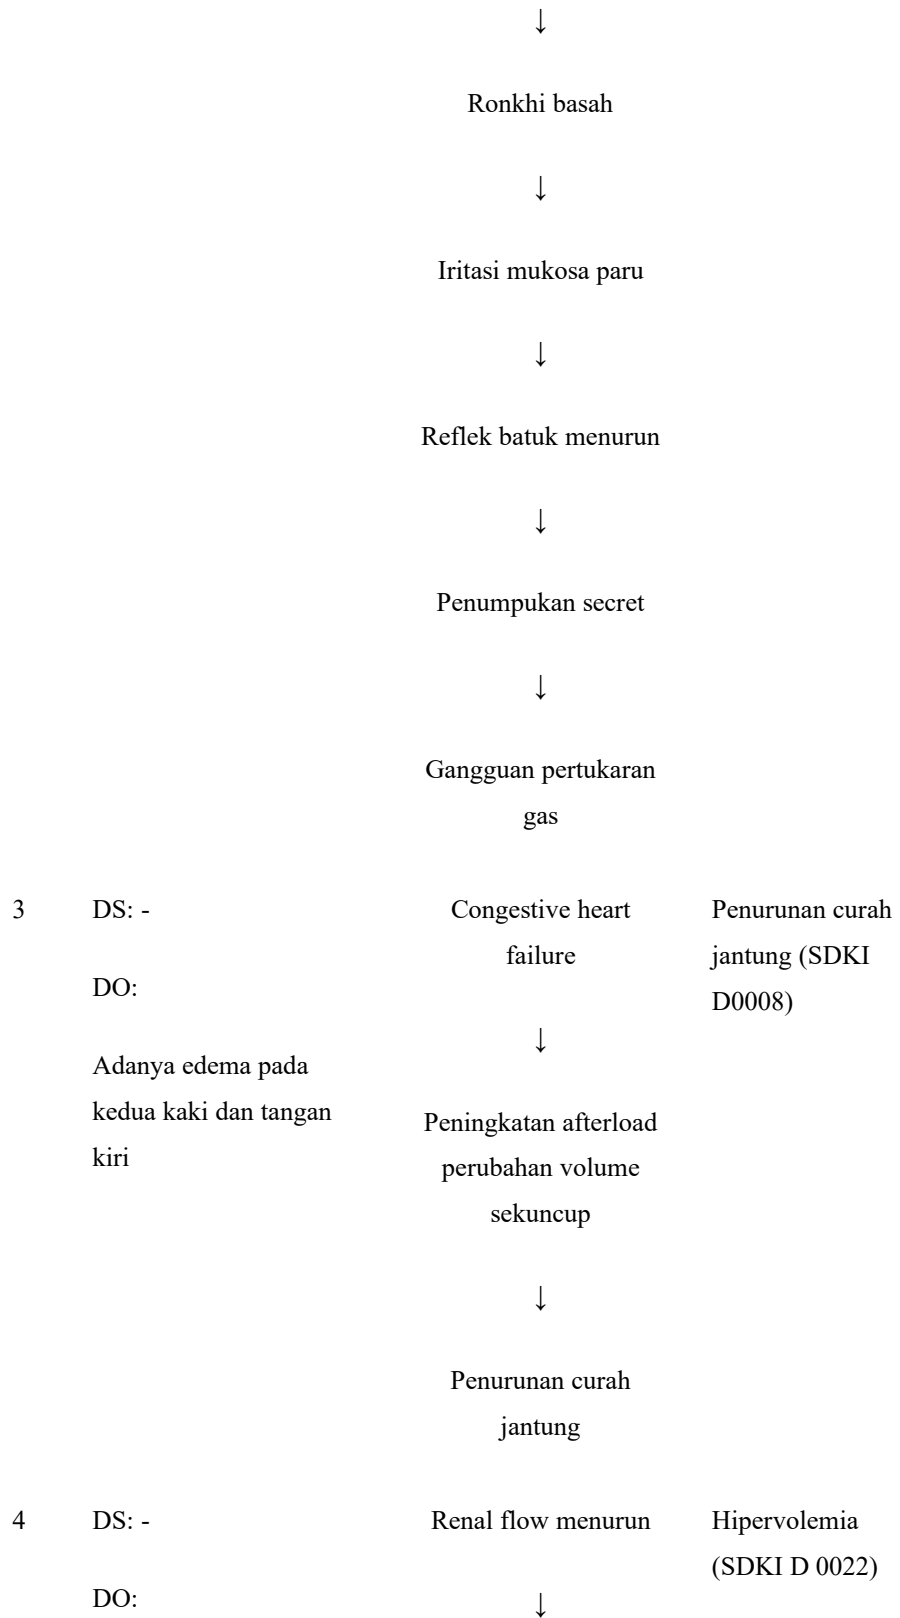 ↓
Ronkhi basah
↓
Iritasi mukosa paru
↓
Reflek batuk menurun
↓
Penumpukan secret
↓
Gangguan pertukaran
gas
3
DS: -
DO:
Adanya edema pada
kedua kaki dan tangan
kiri
Congestive heart
failure
↓
Peningkatan afterload
perubahan volume
sekuncup
↓
Penurunan curah
jantung
Penurunan curah
jantung (SDKI
D0008)
4
DS: -
DO:
Renal flow menurun
↓
Hipervolemia
(SDKI D 0022)